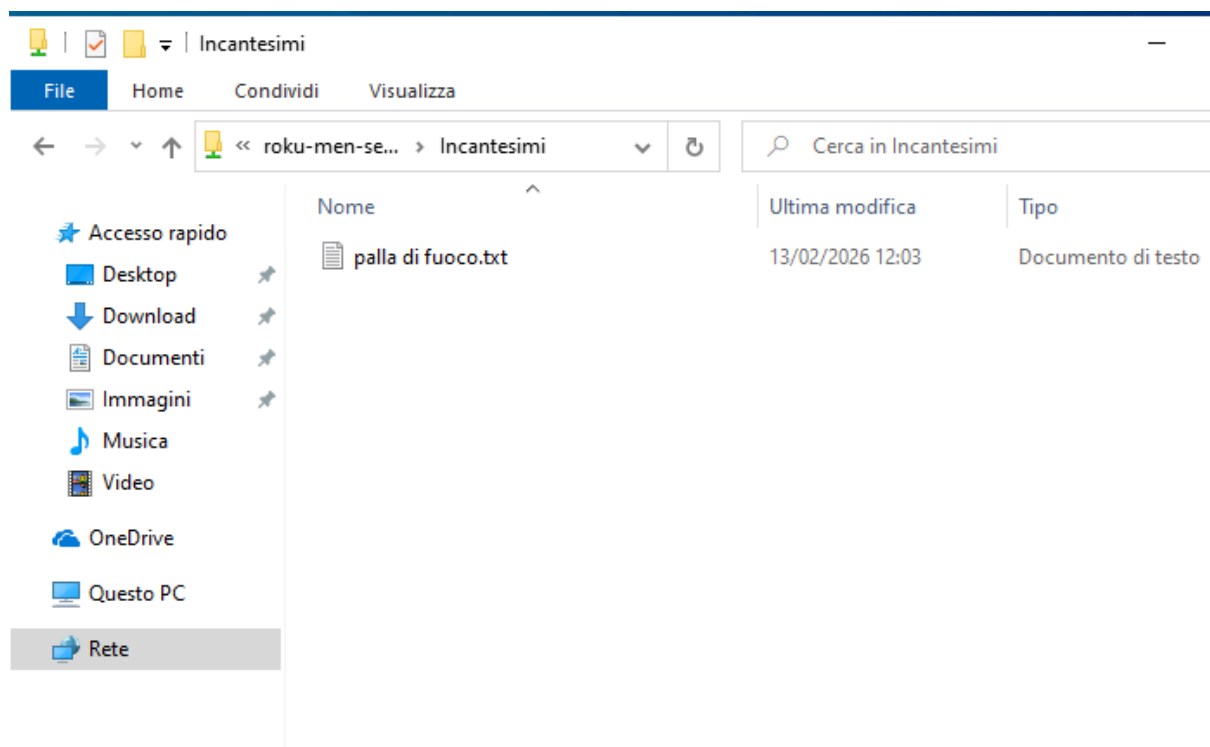 Incantesimi
File Home Condividi Visualizza
« roku-men-se... › Incantesimi Cerca in Incantesimi
Nome Ultima modifica Tipo
Accesso rapido
palla di fuoco.txt 13/02/2026 12:03 Documento di testo
Desktop
Download
Documenti
Immagini
Musica
Video
OneDrive
Questo PC
Rete